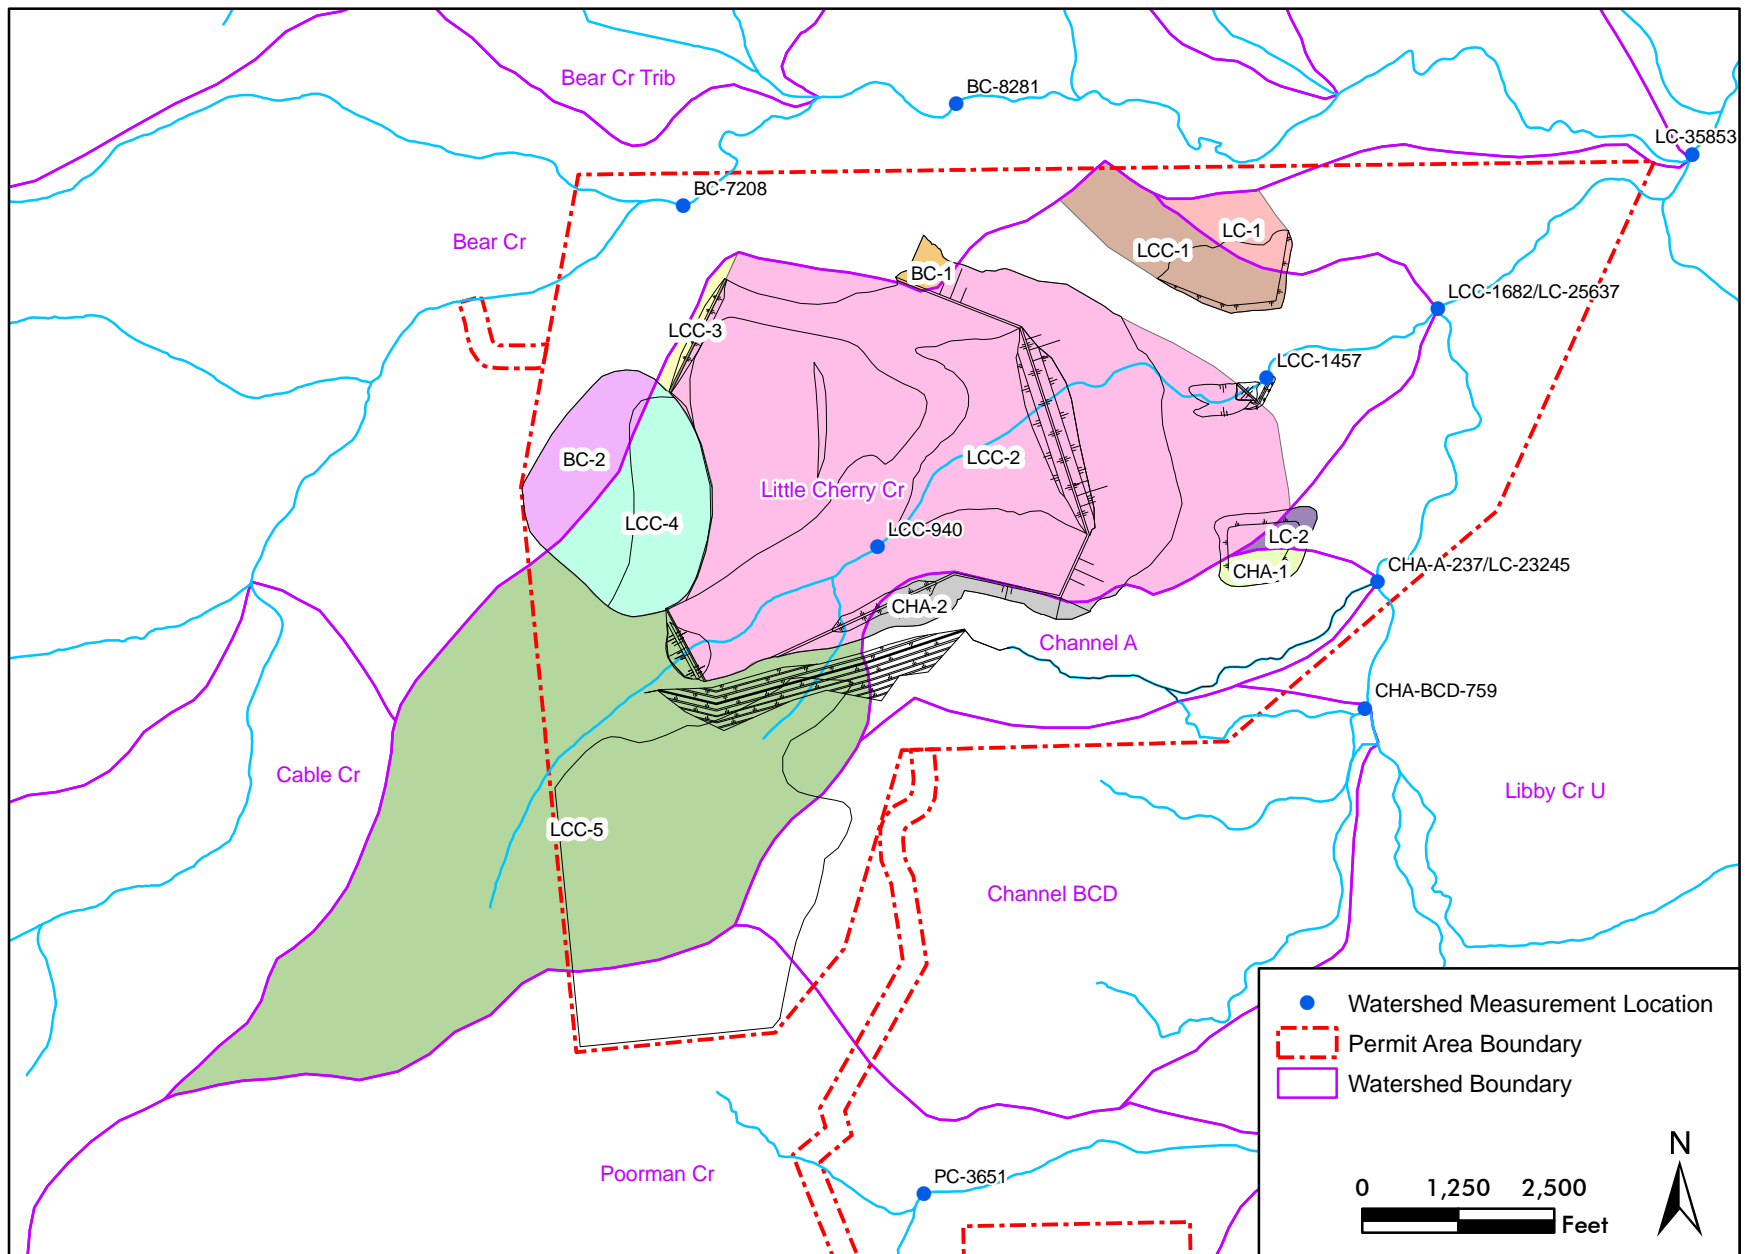 Bear Cr Trib
BC-8281
LC-35853
BC-7208
Bear Cr
LC-1
LCC-1
BC-1
LCC-1682/LC-25637
LCC-3
LCC-1457
BC-2
LCC-2
Little Cherry Cr
LCC-4
LCC-940
LC-2
CHA-1
CHA-A-237/LC-23245
CHA-2
Channel A
CHA-BCD-759
Cable Cr
Libby Cr U
LCC-5
Channel BCD
Poorman Cr
PC-3651
Watershed Measurement Location
Permit Area Boundary
Watershed Boundary
N
0 1,250 2,500
Feet